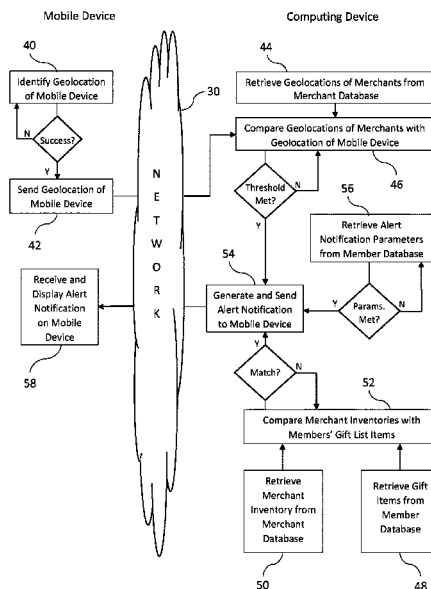 Mobile Device
Computing Device
40
44
30
Identify Geolocation
of Mobile Device
Retrieve Geolocations of Merchants from
Merchant Database
N
Success?
Y
Compare Geolocations of Merchants with
Geolocation of Mobile Device
Send Geolocation of
Mobile Device
42
46
Threshold
Met?
N
Y
56
Retrieve Alert
Notification Parameters
from Member Database
54
N
E
T
W
O
R
K
Receive and
Display Alert
Notification
on Mobile
Device
58
Generate and Send
Alert Notification
to Mobile Device
Y
Params.
Met?
N
Y
Match?
N
52
Compare Merchant Inventories with
Members' Gift List Items
Retrieve
Merchant
Inventory from
Merchant
Database
Retrieve Gift
Items from
Member
Database
50
48